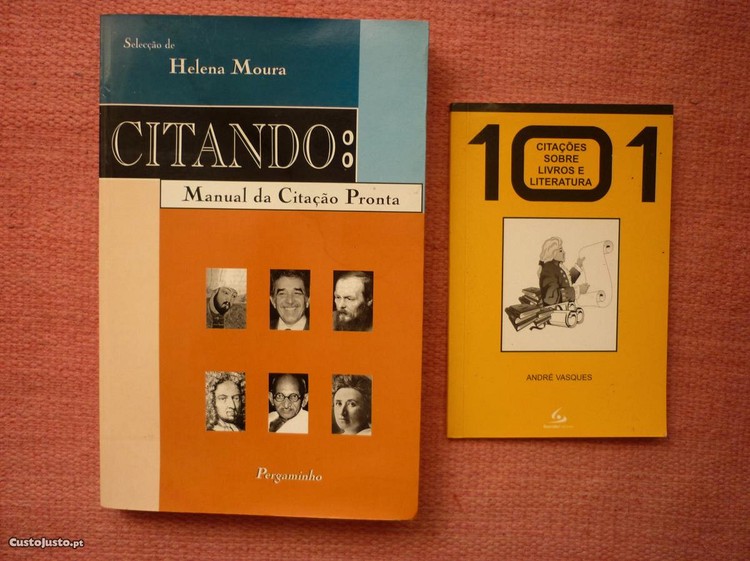 Selecção de
Helena Moura
CITANDO:
Manual da Citação Pronta
Pergaminho
101
CITAÇÕES
SOBRE
LIVROS E
LITERATURA
ANDRÉ VASQUES
CustoJusto.pt